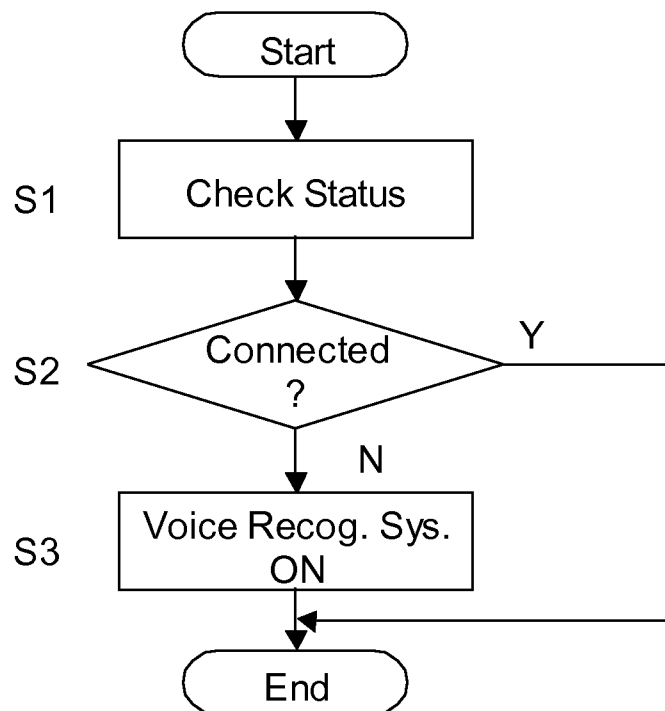 Start
S1
Check Status
S2
Connected
?
Y
N
S3
Voice Recog. Sys.
ON
End